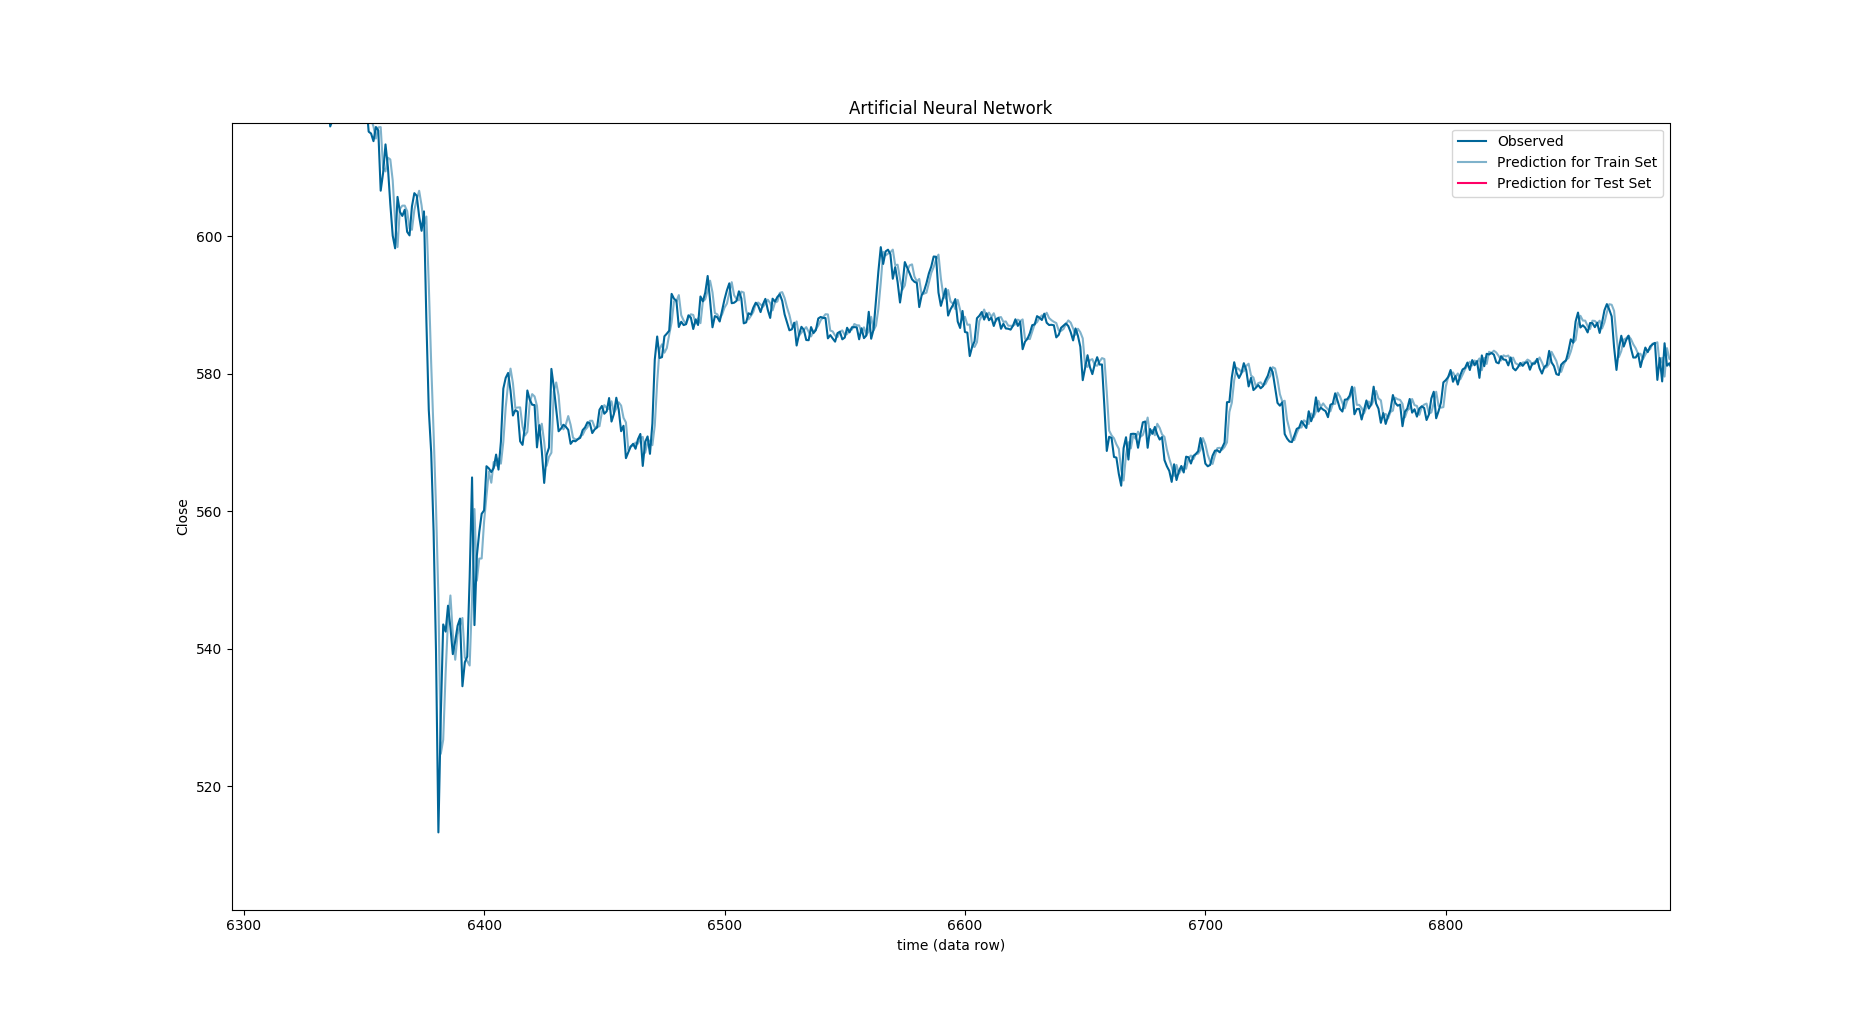 Artificial Neural Network
Observed
Prediction for Train Set
Prediction for Test Set
600
580
560
540
520
Close
6300 6400 6500 6600 6700 6800
time (data row)